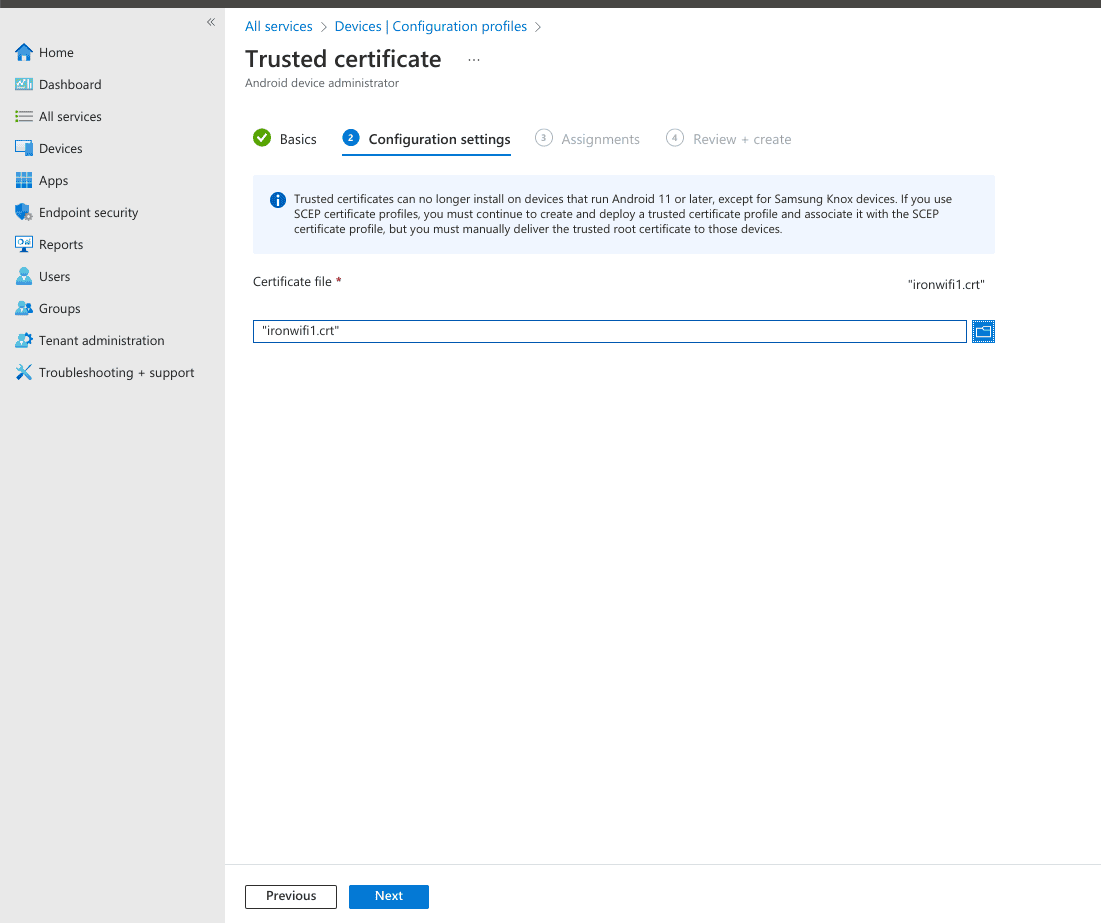 «
Home
Dashboard
All services
Devices
Apps
Endpoint security
Reports
Users
Groups
Tenant administration
Troubleshooting + support
All services > Devices | Configuration profiles >
Trusted certificate ...
Android device administrator
Basics 2 Configuration settings 3 Assignments 4 Review + create
Trusted certificates can no longer install on devices that run Android 11 or later, except for Samsung Knox devices. If you use
SCEP certificate profiles, you must continue to create and deploy a trusted certificate profile and associate it with the SCEP
certificate profile, but you must manually deliver the trusted root certificate to those devices.
Certificate file * "ironwifi1.crt"
"ironwifi1.crt"
Previous Next